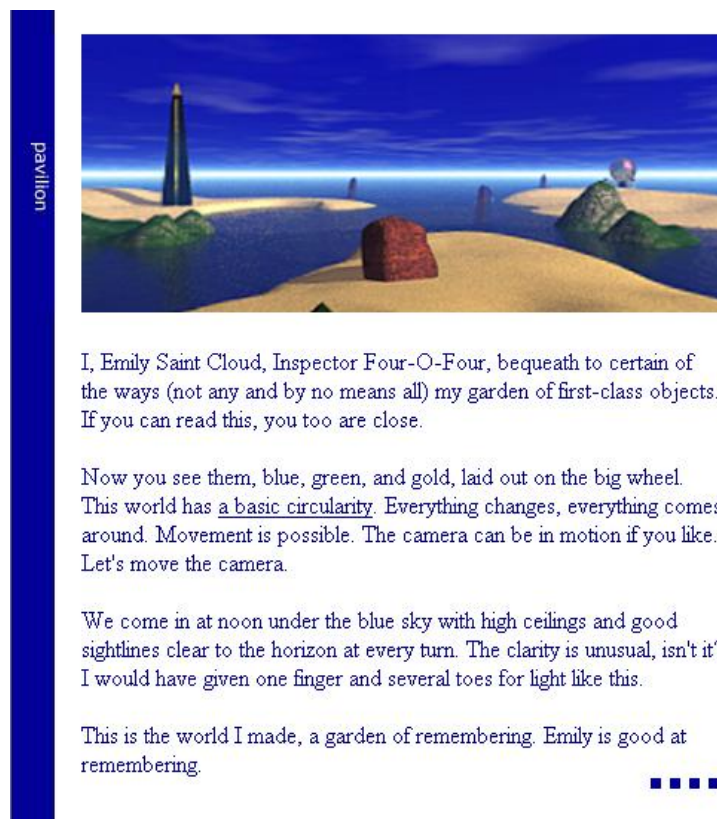 pavilion
I, Emily Saint Cloud, Inspector Four-O-Four, bequeath to certain of
the ways (not any and by no means all) my garden of first-class objects.
If you can read this, you too are close.
Now you see them, blue, green, and gold, laid out on the big wheel.
This world has a basic circularity. Everything changes, everything comes
around. Movement is possible. The camera can be in motion if you like.
Let's move the camera.
We come in at noon under the blue sky with high ceilings and good
sightlines clear to the horizon at every turn. The clarity is unusual, isn't it?
I would have given one finger and several toes for light like this.
This is the world I made, a garden of remembering. Emily is good at
remembering.